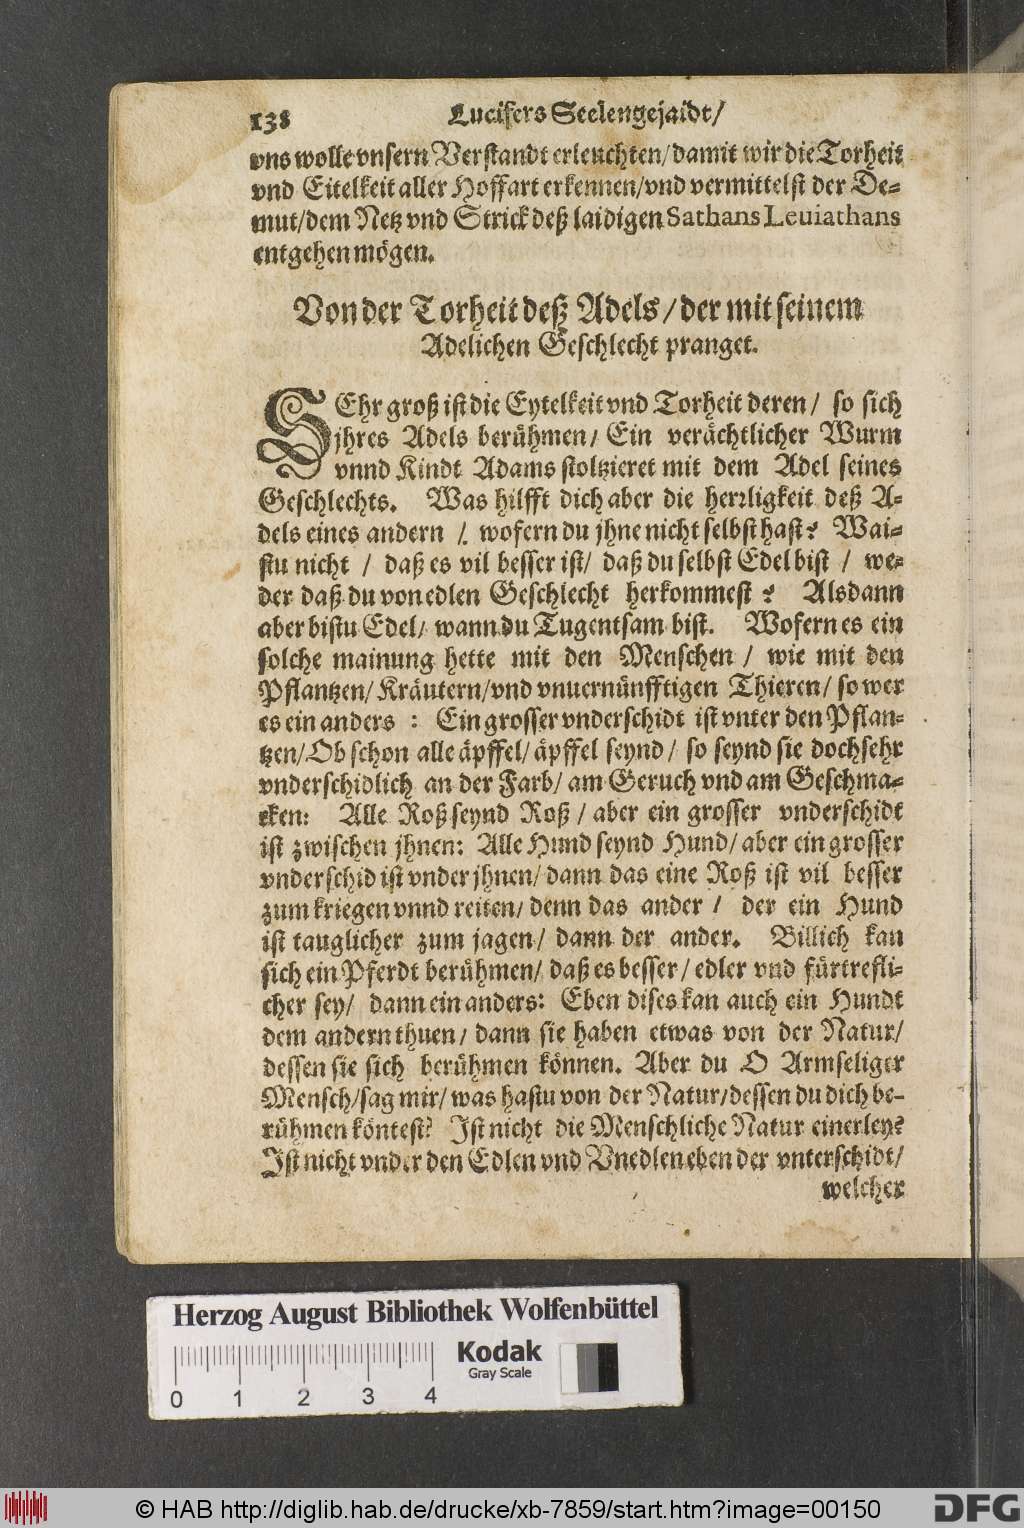 138 Lucifers Seelengejaidt/
vns wolle vnsern Verstandt erleuchten/damit wir die Torheit
vnd Eitelkeit aller Hoffart erkennen/vnd vermittelst der De-
mut/dem Netz vnd Strick deß laidigen Sathans Leuiathans
entgehen mögen.
Von der Torheit deß Adels/der mit seinem
Adelichen Geschlecht pranget.
SEhr groß ist die Eytelkeit vnd Torheit deren/ so sich
jhres Adels berühmen/ Ein verächtlicher Wurm
vnnd Kindt Adams stoltzieret mit dem Adel seines
Geschlechts. Was hilfft dich aber die herrligkeit deß A-
dels eines andern /. wofern du jhne nicht selbst hast? Wai-
stu nicht / daß es vil besser ist/ daß du selbst Edel bist / we-
der daß du von edlen Geschlecht herkommest? Alsdann
aber bistu Edel/ wann du Tugentsam bist. Wofern es ein
solche mainung hette mit den Menschen / wie mit den
Pflantzen/ Kräutern/vnd vnuernünfftigen Thieren/ so wer
es ein anders : Ein grosser vnderschidt ist vnter den Pflan-
tzen/Ob schon alle äpffel/ äpffel seynd/ so seynd sie doch sehr
vnderschidlich an der Farb/ am Geruch vnd am Geschma-
cken: Alle Roß seynd Roß/ aber ein grosser vnderschidt
ist zwischen jhnen: Alle Hund seynd Hund/ aber ein grosser
vnderschid ist vnder jhnen/ dann das eine Roß ist vil besser
zum kriegen vnnd reiten/ denn das ander/ der ein Hund
ist tauglicher zum jagen/ dann der ander. Billich kan
sich ein Pferdt berühmen/ daß es besser/ edler vnd fürtrefli-
cher sey/ dann ein anders: Eben dises kan auch ein Hundt
dem andern thuen/ dann sie haben etwas von der Natur/
dessen sie sich berühmen können. Aber du O Armseliger
Mensch/sag mir/ was hastu von der Natur/dessen du dich be-
rühmen köntest? Ist nicht die Menschliche Natur einerley?
Ist nicht vnder den Edlen vnd Vnedlen eben der vnterschidt/
welcher
Herzog August Bibliothek Wolfenbüttel
Kodak
Gray Scale
0 1 2 3 4
© HAB http://diglib.hab.de/drucke/xb-7859/start.htm?image=00150
DFG